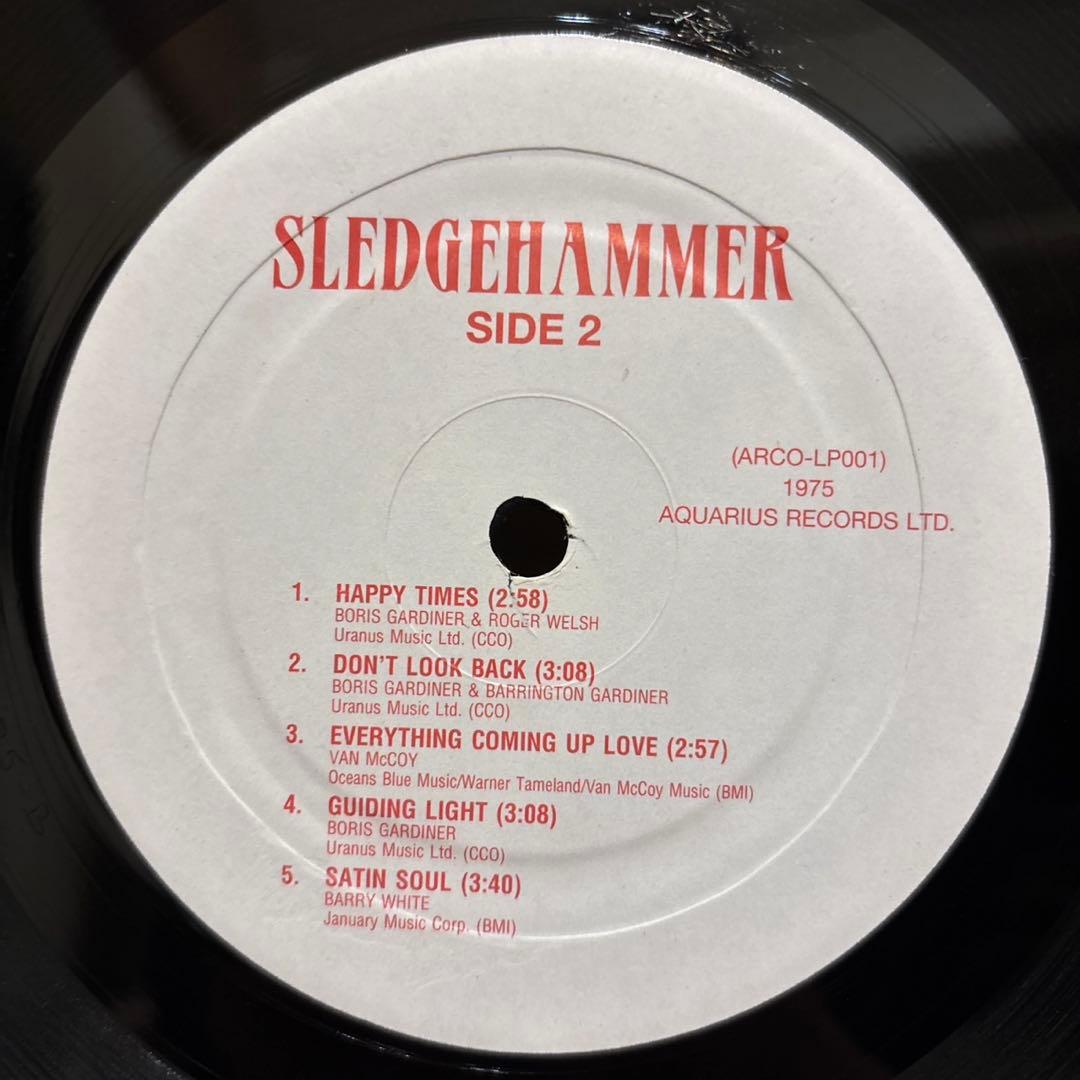 SLEDGEHAMMER
SIDE 2
(ARCO-LP001)
1975
AQUARIUS RECORDS LTD.
1. HAPPY TIMES (2:58)
BORIS GARDINER & ROGER WELSH
Uranus Music Ltd. (CCO)
2. DON'T LOOK BACK (3:08)
BORIS GARDINER & BARRINGTON GARDINER
Uranus Music Ltd. (CCO)
3. EVERYTHING COMING UP LOVE (2:57)
VAN McCOY
Oceans Blue Music/Warner Tameland/Van McCoy Music (BMI)
4. GUIDING LIGHT (3:08)
BORIS GARDINER
Uranus Music Ltd. (CCO)
5. SATIN SOUL (3:40)
BARRY WHITE
January Music Corp. (BMI)